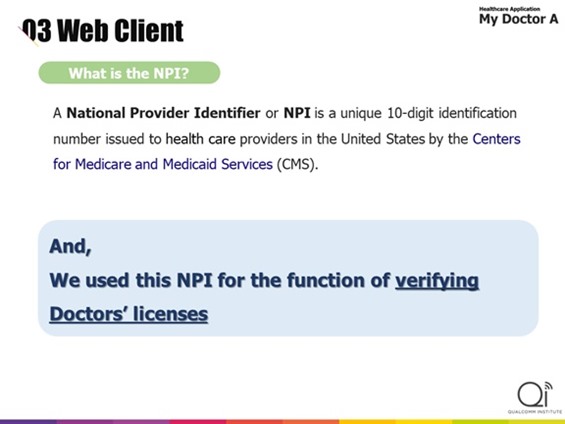 03 Web Client
Healthcare Application
My Doctor A
What is the NPI?
A National Provider Identifier or NPI is a unique 10-digit identification
number issued to health care providers in the United States by the Centers
for Medicare and Medicaid Services (CMS).
And,
We used this NPI for the function of verifying
Doctors’ licenses
Qi
QUALCOMM INSTITUTE